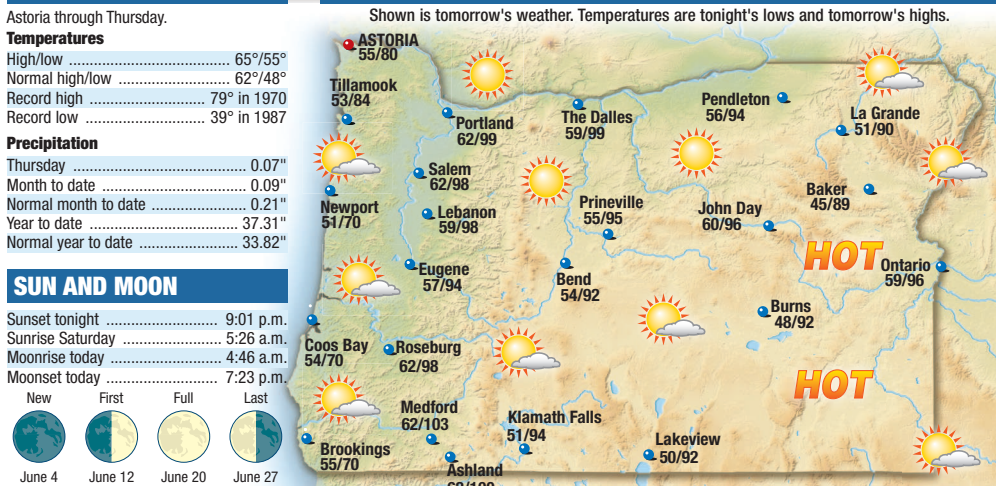 Astoria through Thursday.
Temperatures
High/low ................................ 65°/55°
Normal high/low ....................... 62°/48°
Record high ....................... 79° in 1970
Record low ........................ 39° in 1987
Precipitation
Thursday ................................... 0.07"
Month to date ............................ 0.09"
Normal month to date ................... 0.21"
Year to date ............................. 37.31"
Normal year to date .................... 33.82"
SUN AND MOON
Sunset tonight ...................... 9:01 p.m.
Sunrise Saturday ................... 5:26 a.m.
Moonrise today ..................... 4:46 a.m.
Moonset today ...................... 7:23 p.m.
New First Full Last
June 4 June 12 June 20 June 27
Shown is tomorrow's weather. Temperatures are tonight's lows and tomorrow's highs.
ASTORIA
55/80
Tillamook
53/84
Portland
62/99
The Dalles
59/99
Pendleton
56/94
La Grande
51/90
Salem
62/98
Newport
51/70
Lebanon
59/98
Prineville
55/95
John Day
60/96
Baker
45/89
HOT
Ontario
59/96
Eugene
57/94
Bend
54/92
Burns
48/92
Coos Bay
54/70
Roseburg
62/98
HOT
Medford
62/103
Klamath Falls
51/94
Brookings
55/70
Lakeview
50/92
Ashland